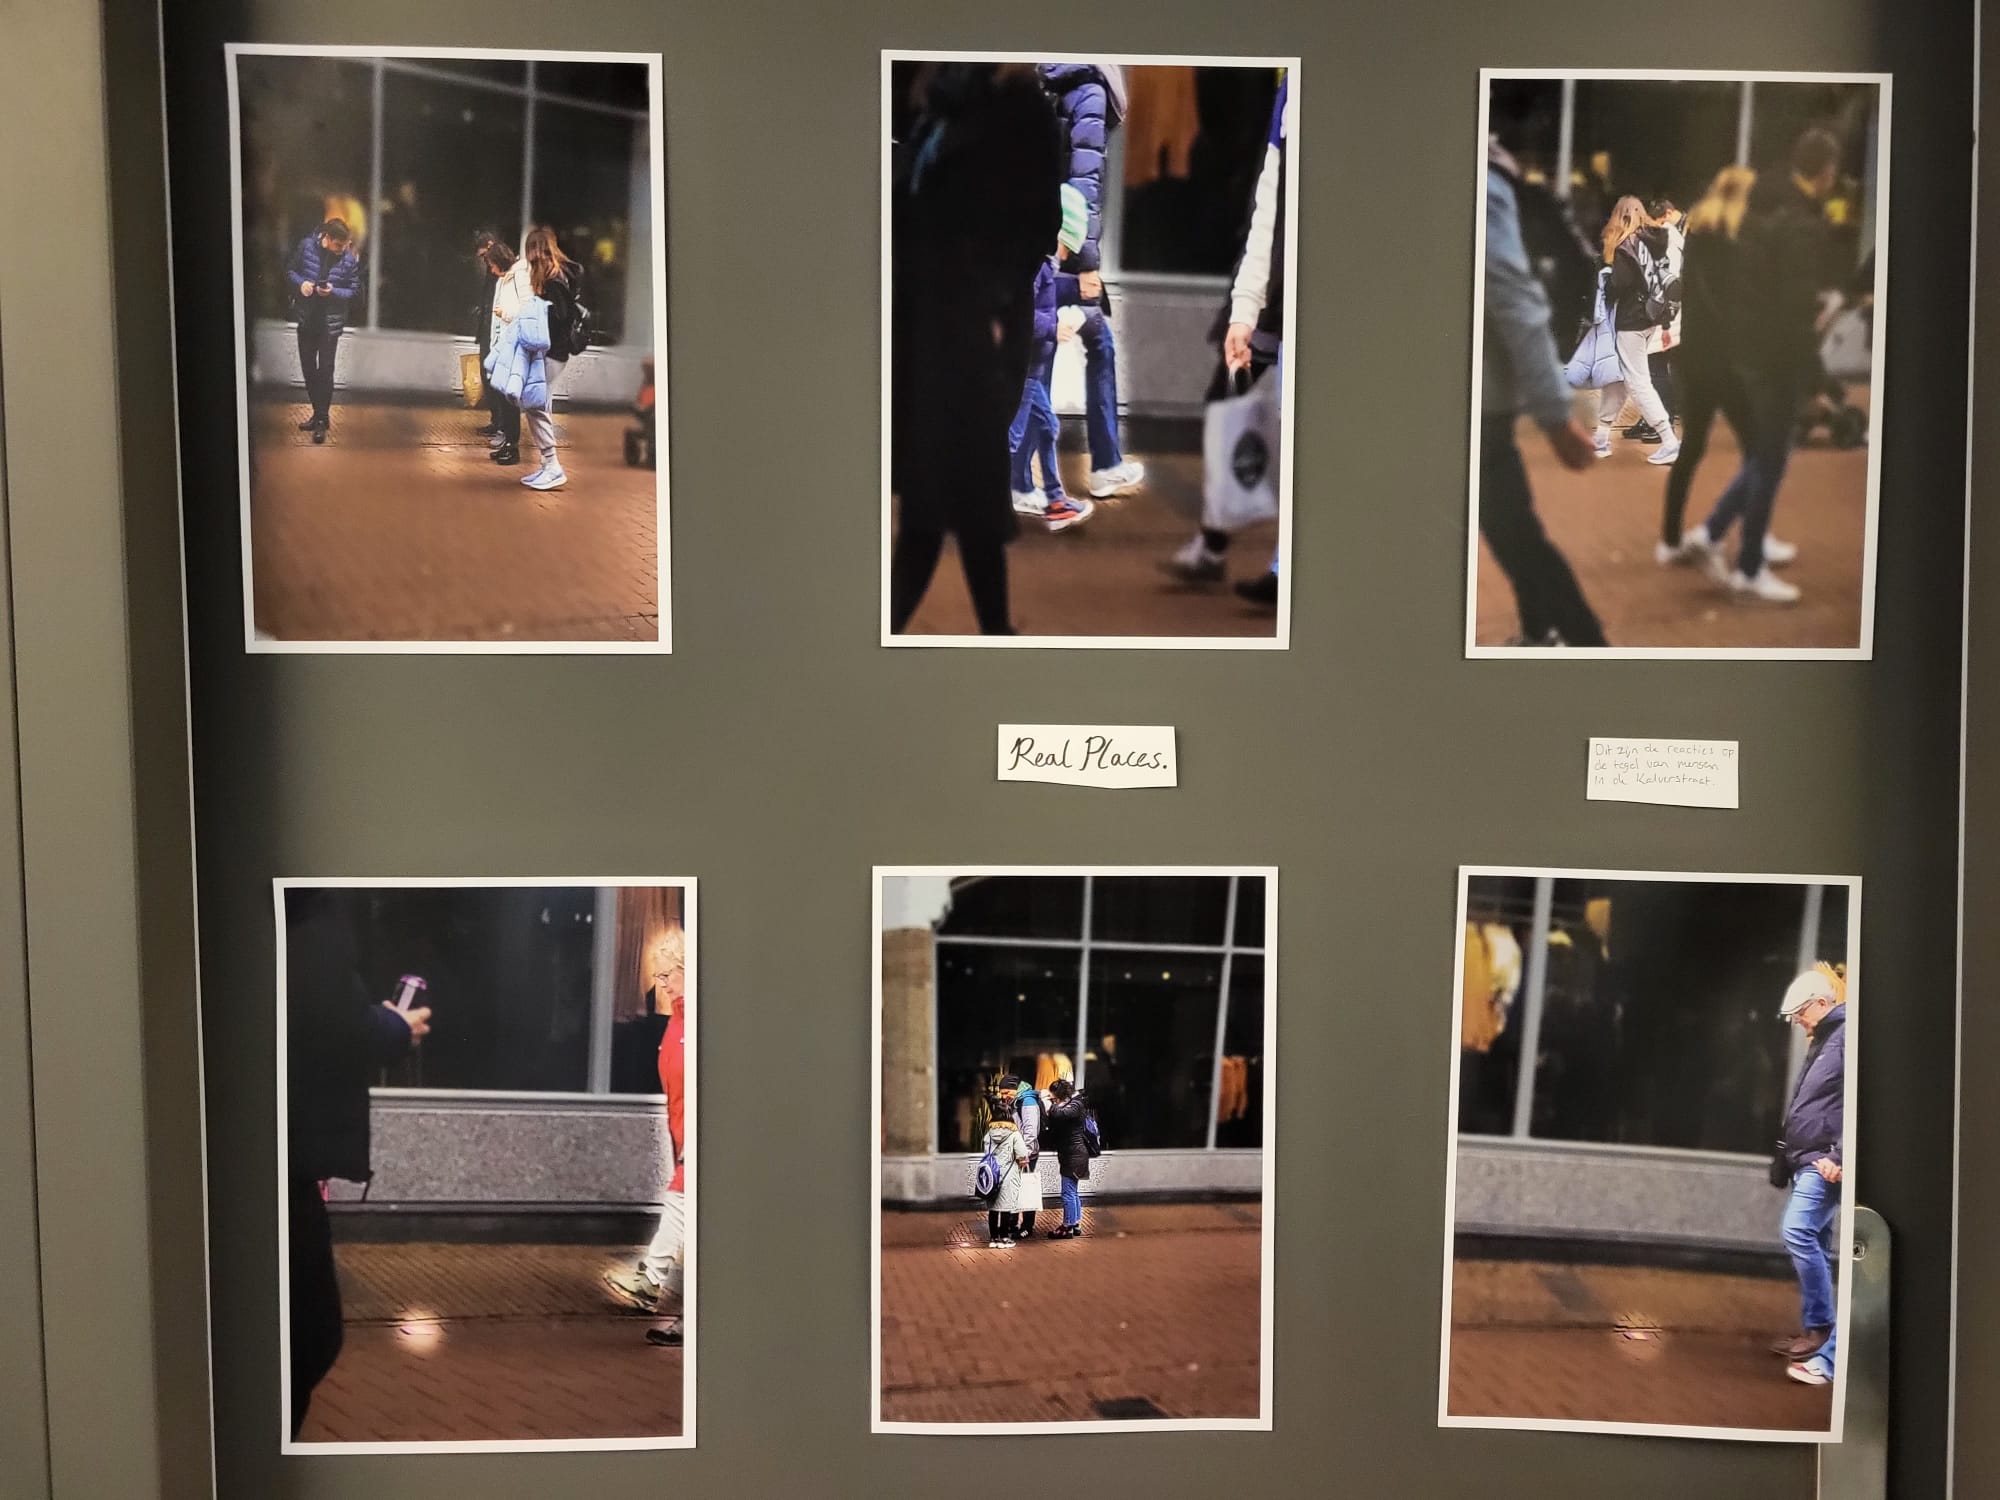 Real Places.
Dit zijn de reacties op
de tegel van mensen
in de Kalverstraat.